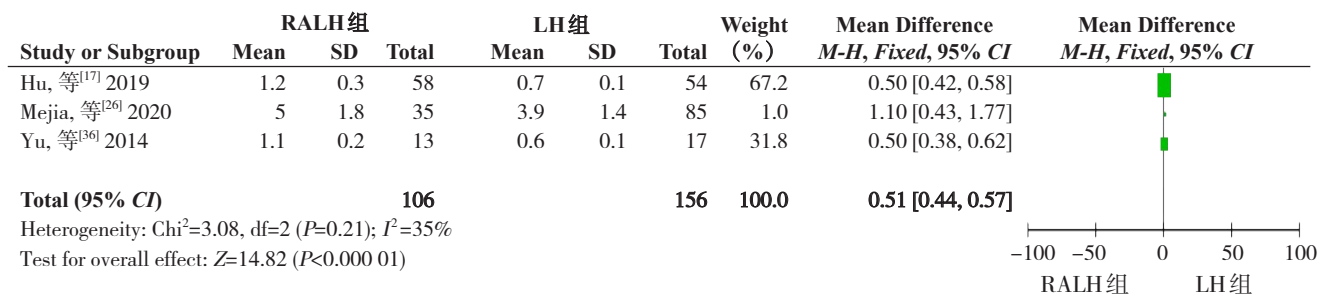 RALH组 LH组 Weight Mean Difference Mean Difference
Study or Subgroup Mean SD Total Mean SD Total （%） M-H, Fixed, 95% CI M-H, Fixed, 95% CI
Hu, 等[17] 2019 1.2 0.3 58 0.7 0.1 54 67.2 0.50 [0.42, 0.58]
Mejia, 等[26] 2020 5 1.8 35 3.9 1.4 85 1.0 1.10 [0.43, 1.77]
Yu, 等[36] 2014 1.1 0.2 13 0.6 0.1 17 31.8 0.50 [0.38, 0.62]
Total (95% CI) 106 156 100.0 0.51 [0.44, 0.57]
Heterogeneity: Chi²=3.08, df=2 (P=0.21); I²=35%
Test for overall effect: Z=14.82 (P<0.000 01)
−100 −50 0 50 100
RALH组 LH组